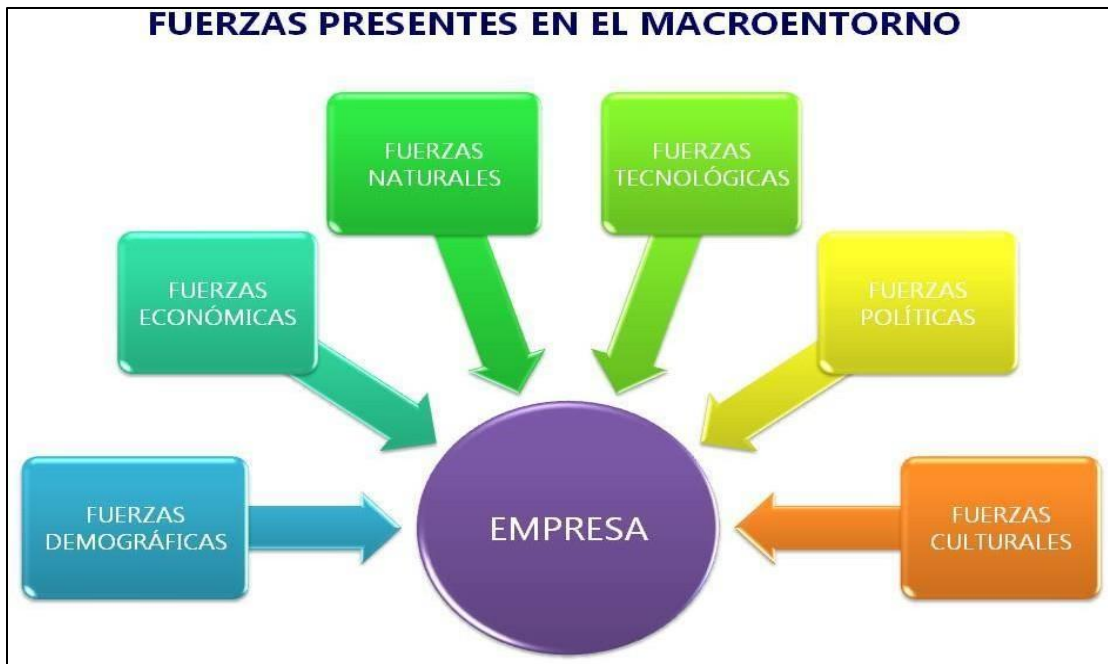 FUERZAS PRESENTES EN EL MACROENTORNO
FUERZAS
NATURALES
FUERZAS
TECNOLÓGICAS
FUERZAS
ECONÓMICAS
FUERZAS
POLÍTICAS
FUERZAS
DEMOGRÁFICAS
EMPRESA
FUERZAS
CULTURALES